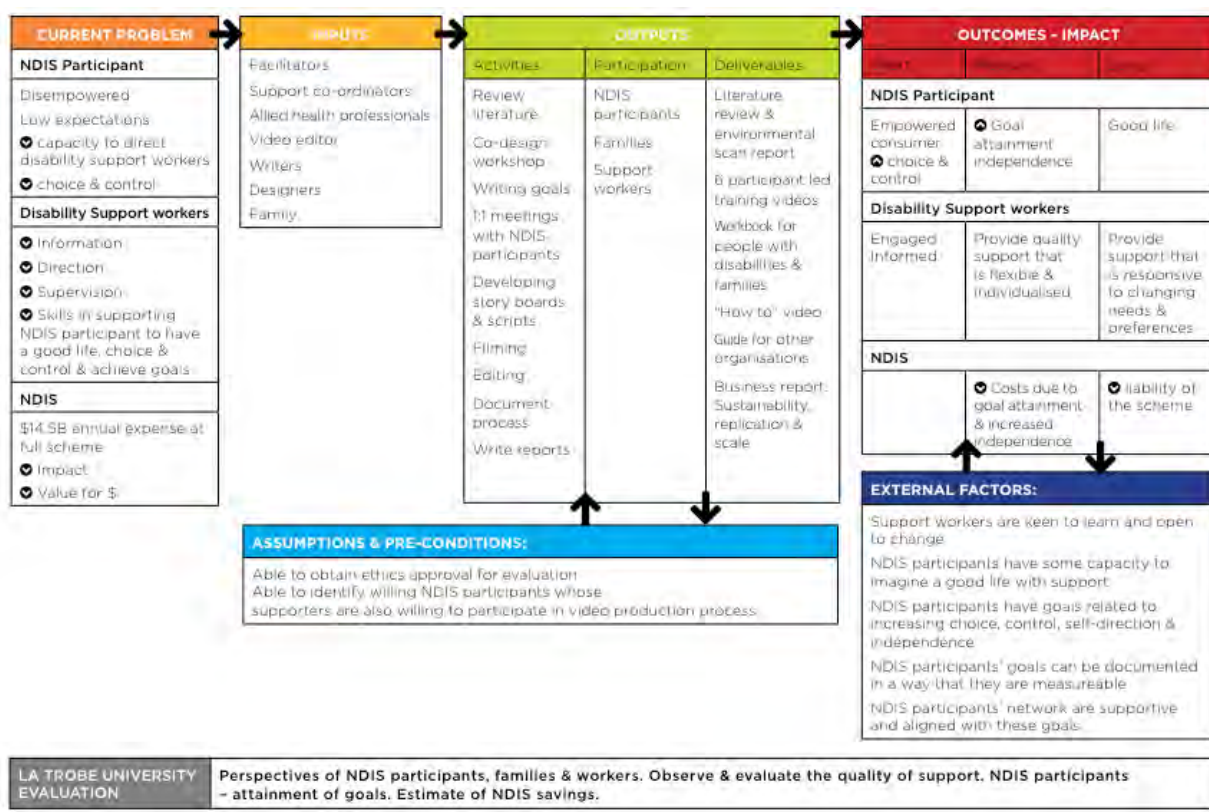 CURRENT PROBLEM
NDIS Participant
Disempowered
Low expectations
capacity to direct
disability support workers
choice & control
Disability Support workers
Information
Direction
Supervision
Skills in supporting
NDIS participant to have
a good life, choice &
control & achieve goals
NDIS
$14.5B annual expense at
full scheme
Impact
Value for $
INPUTS
Facilitators
Support co-ordinators
Allied health professionals
Video editor
Writers
Designers
Family
OUTPUTS
Activities
Review
literature
Co-design
workshop
Writing goals
1:1 meetings
with NDIS
participants
Developing
story boards
& scripts
Filming
Editing
Document
process
Write reports
Participation
NDIS
participants
Families
Support
workers
Deliverables
Literature
review &
environmental
scan report
6 participant led
training videos
Workbook for
people with
disabilities &
families
"How to" video
Guide for other
organisations
Business report:
Sustainability,
replication &
scale
OUTCOMES - IMPACT
NDIS Participant
Empowered
consumer
choice &
control
Goal
attainment
independence
Good life
Disability Support workers
Engaged
Informed
Provide quality
support that
is flexible &
individualised
Provide
support that
is responsive
to changing
needs &
preferences
NDIS
Costs due to
goal attainment
& increased
independence
liability of
the scheme
ASSUMPTIONS & PRE-CONDITIONS:
Able to obtain ethics approval for evaluation
Able to identify willing NDIS participants whose
supporters are also willing to participate in video production process
EXTERNAL FACTORS:
Support workers are keen to learn and open
to change
NDIS participants have some capacity to
imagine a good life with support
NDIS participants have goals related to
increasing choice, control, self-direction &
independence
NDIS participants' goals can be documented
in a way that they are measureable
NDIS participants' network are supportive
and aligned with these goals
LA TROBE UNIVERSITY
EVALUATION
Perspectives of NDIS participants, families & workers. Observe & evaluate the quality of support. NDIS participants
– attainment of goals. Estimate of NDIS savings.